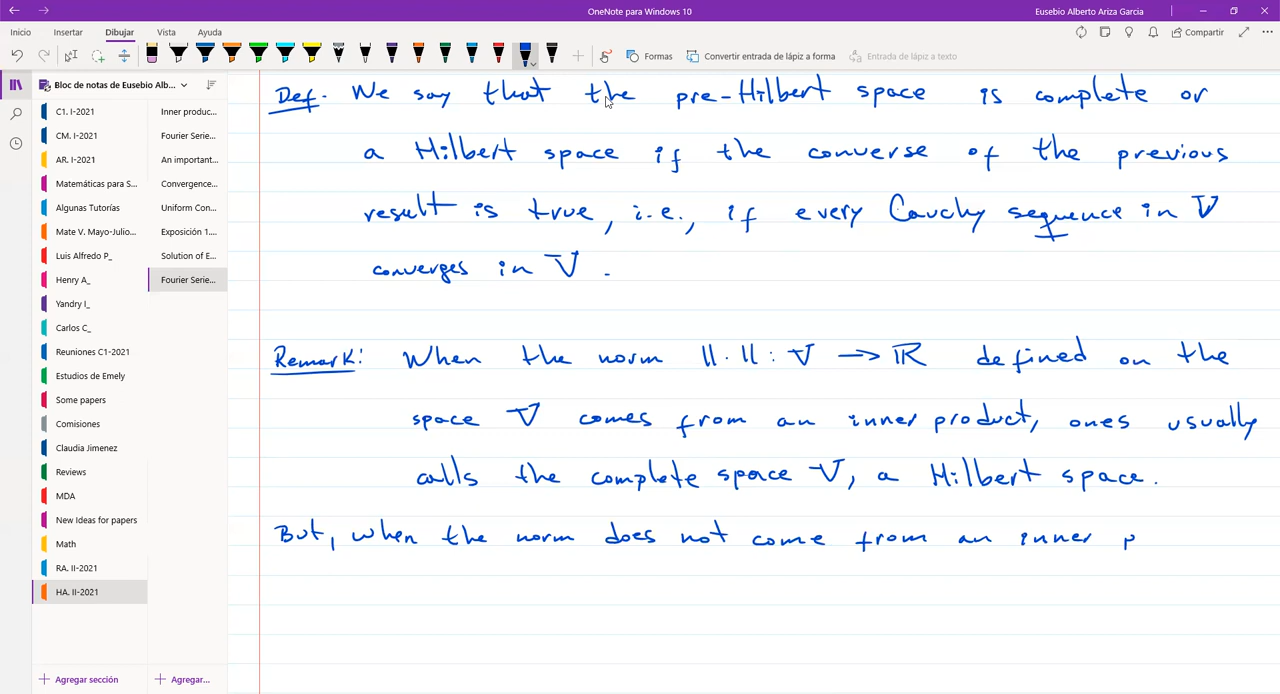 OneNote para Windows 10
Eusebio Alberto Ariza Garcia
Inicio
Insertar
Dibujar
Vista
Ayuda
Compartir
Formas
Convertir entrada de lápiz a forma
Entrada de lápiz a texto
Bloc de notas de Eusebio Alb...
C1. I-2021
CM. I-2021
AR. I-2021
Matemáticas para S...
Algunas Tutorías
Mate V. Mayo-Julio...
Luis Alfredo P_
Henry A_
Yandry I_
Carlos C_
Reuniones C1-2021
Estudios de Emely
Some papers
Comisiones
Claudia Jimenez
Reviews
MDA
New Ideas for papers
Math
RA. II-2021
HA. II-2021
Agregar sección
Inner produc...
Fourier Serie...
An important...
Convergence...
Uniform Con...
Exposición 1...
Solution of E...
Fourier Serie...
Agregar...
Def. We say that the pre-Hilbert space is complete or
a Hilbert space if the converse of the previous
result is true, i.e., if every Cauchy sequence in V
converges in V.
Remark: When the norm ||·||: V → ℝ defined on the
space V comes from an inner product, ones usually
calls the complete space V, a Hilbert space.
But, when the norm does not come from an inner p